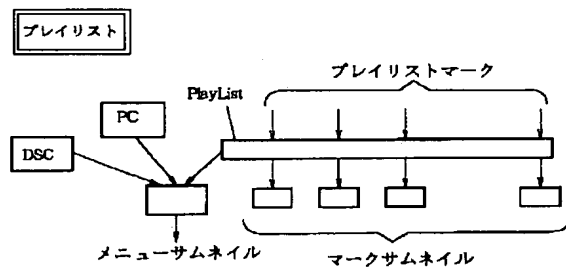 プレイリスト
プレイリストマーク
PlayList
PC
DSC
メニューサムネイル
マークサムネイル